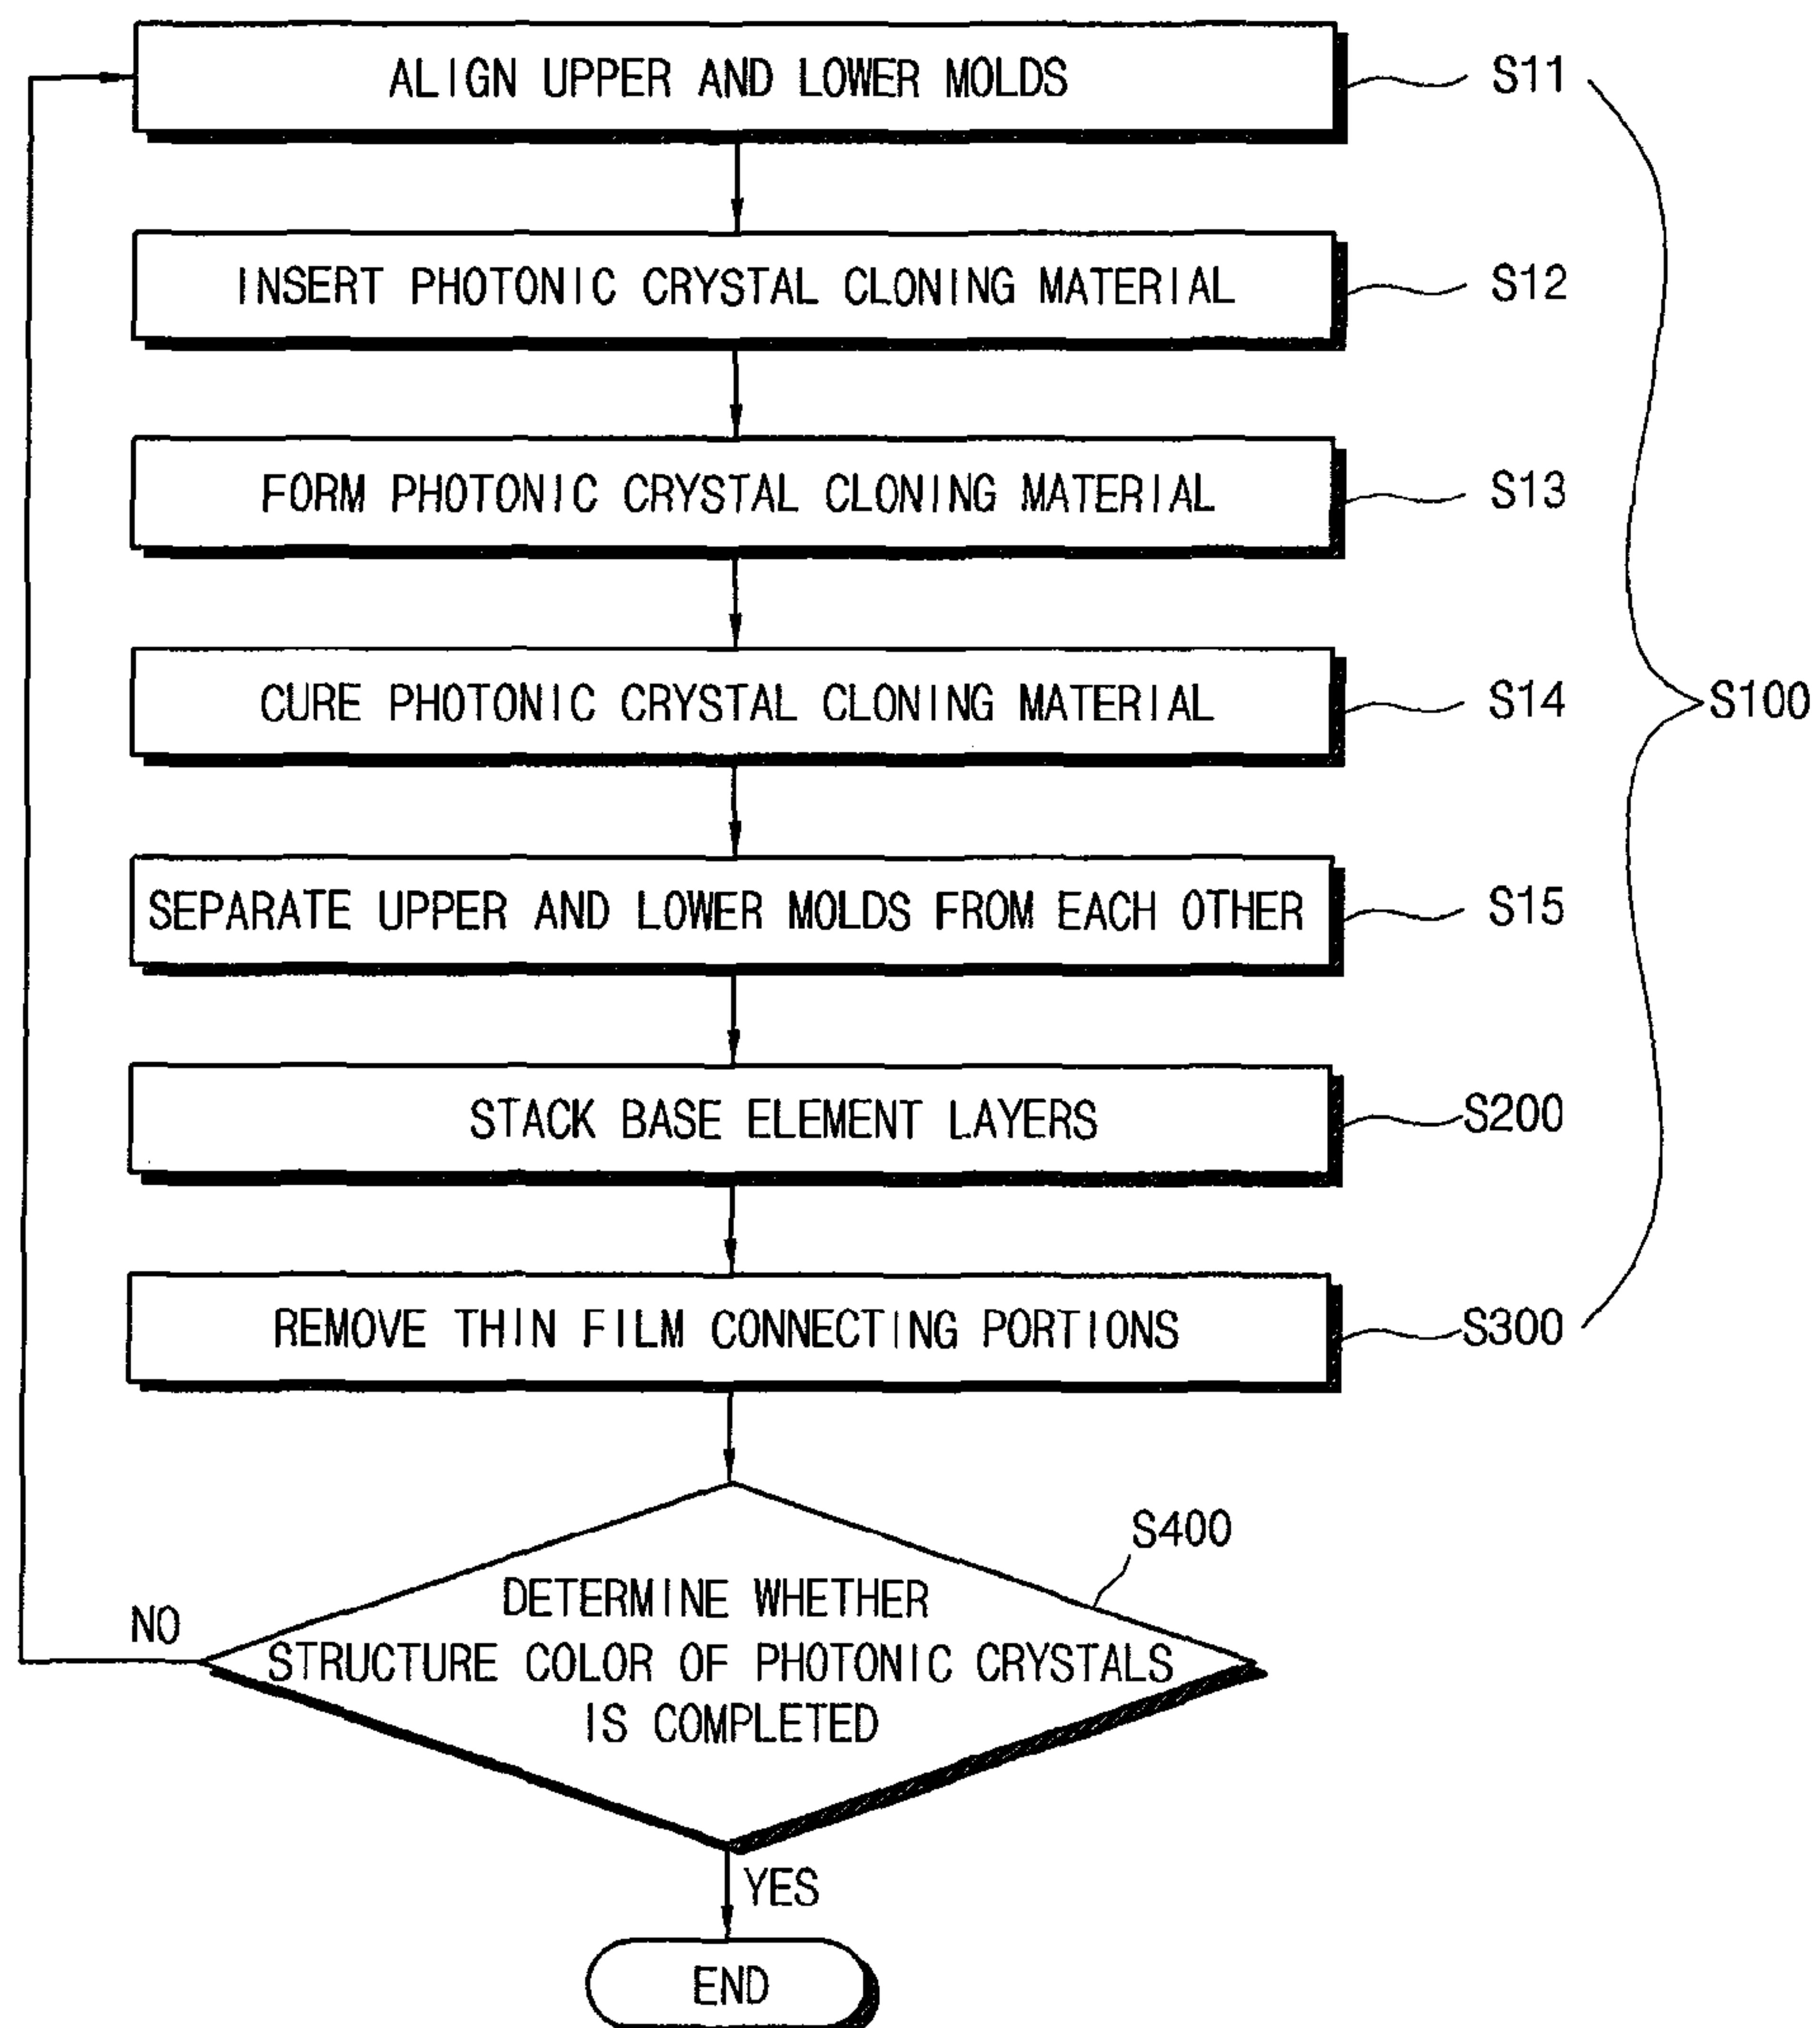 ALIGN UPPER AND LOWER MOLDS
S11
INSERT PHOTONIC CRYSTAL CLONING MATERIAL
S12
FORM PHOTONIC CRYSTAL CLONING MATERIAL
S13
CURE PHOTONIC CRYSTAL CLONING MATERIAL
S14
S100
SEPARATE UPPER AND LOWER MOLDS FROM EACH OTHER
S15
STACK BASE ELEMENT LAYERS
S200
REMOVE THIN FILM CONNECTING PORTIONS
S300
S400
DETERMINE WHETHER
STRUCTURE COLOR OF PHOTONIC CRYSTALS
IS COMPLETED
NO
YES
END